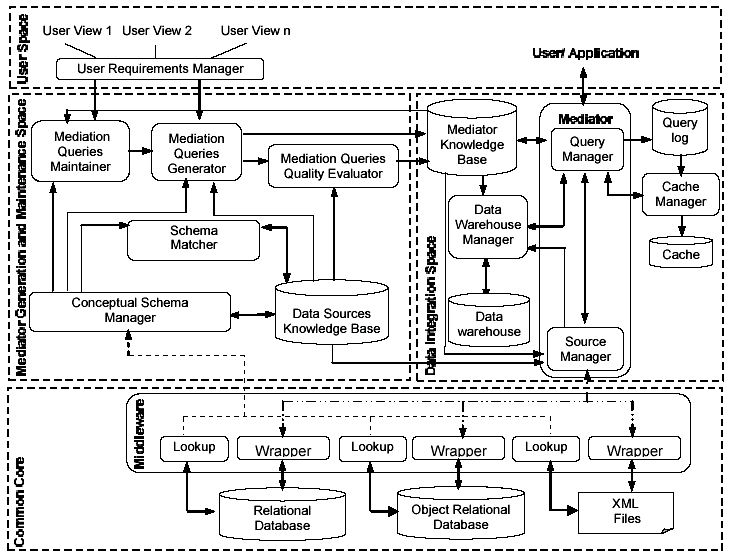 User Space
User View 1
User View 2
User View n
User Requirements Manager
User/ Application
Mediator Generation and Maintenance Space
Mediation
Queries
Maintainer
Mediation
Queries
Generator
Mediation Queries
Quality Evaluator
Schema
Matcher
Conceptual Schema
Manager
Data Sources
Knowledge Base
Data Integration Space
Mediator
Knowledge
Base
Mediator
Query
Manager
Query
log
Cache
Manager
Cache
Data
Warehouse
Manager
Data
warehouse
Source
Manager
Common Core
Middleware
Lookup
Wrapper
Lookup
Wrapper
Lookup
Wrapper
Relational
Database
Object Relational
Database
XML
Files